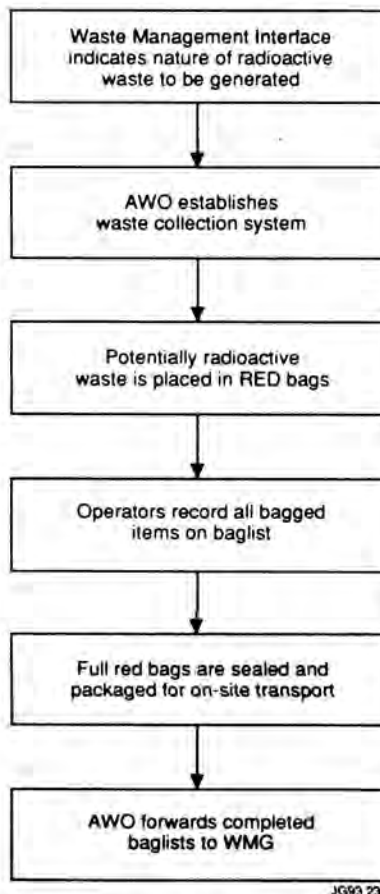 Waste Management Interface
indicates nature of radioactive
waste to be generated
AWO establishes
waste collection system
Potentially radioactive
waste is placed in RED bags
Operators record all bagged
items on baglist
Full red bags are sealed and
packaged for on-site transport
AWO forwards completed
baglists to WMG